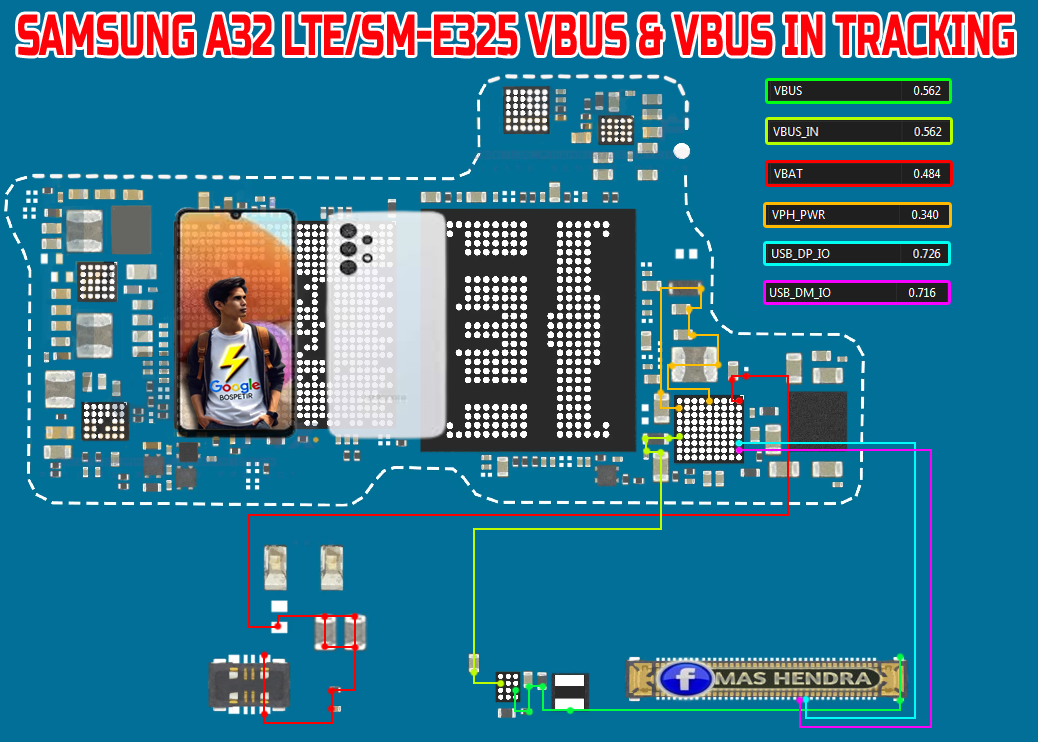 SAMSUNG A32 LTE/SM-E325 VBUS & VBUS IN TRACKING
VBUS 0.562
VBUS_IN 0.562
VBAT 0.484
VPH_PWR 0.340
USB_DP_IO 0.726
USB_DM_IO 0.716
Google
BOSPETIR
f MAS HENDRA